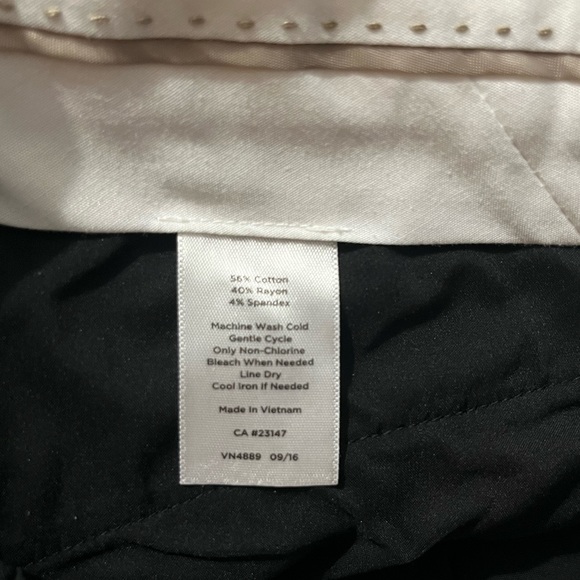 56% Cotton
40% Rayon
4% Spandex
Machine Wash Cold
Gentle Cycle
Only Non-Chlorine
Bleach When Needed
Line Dry
Cool Iron If Needed
Made In Vietnam
CA #23147
VN4889 09/16